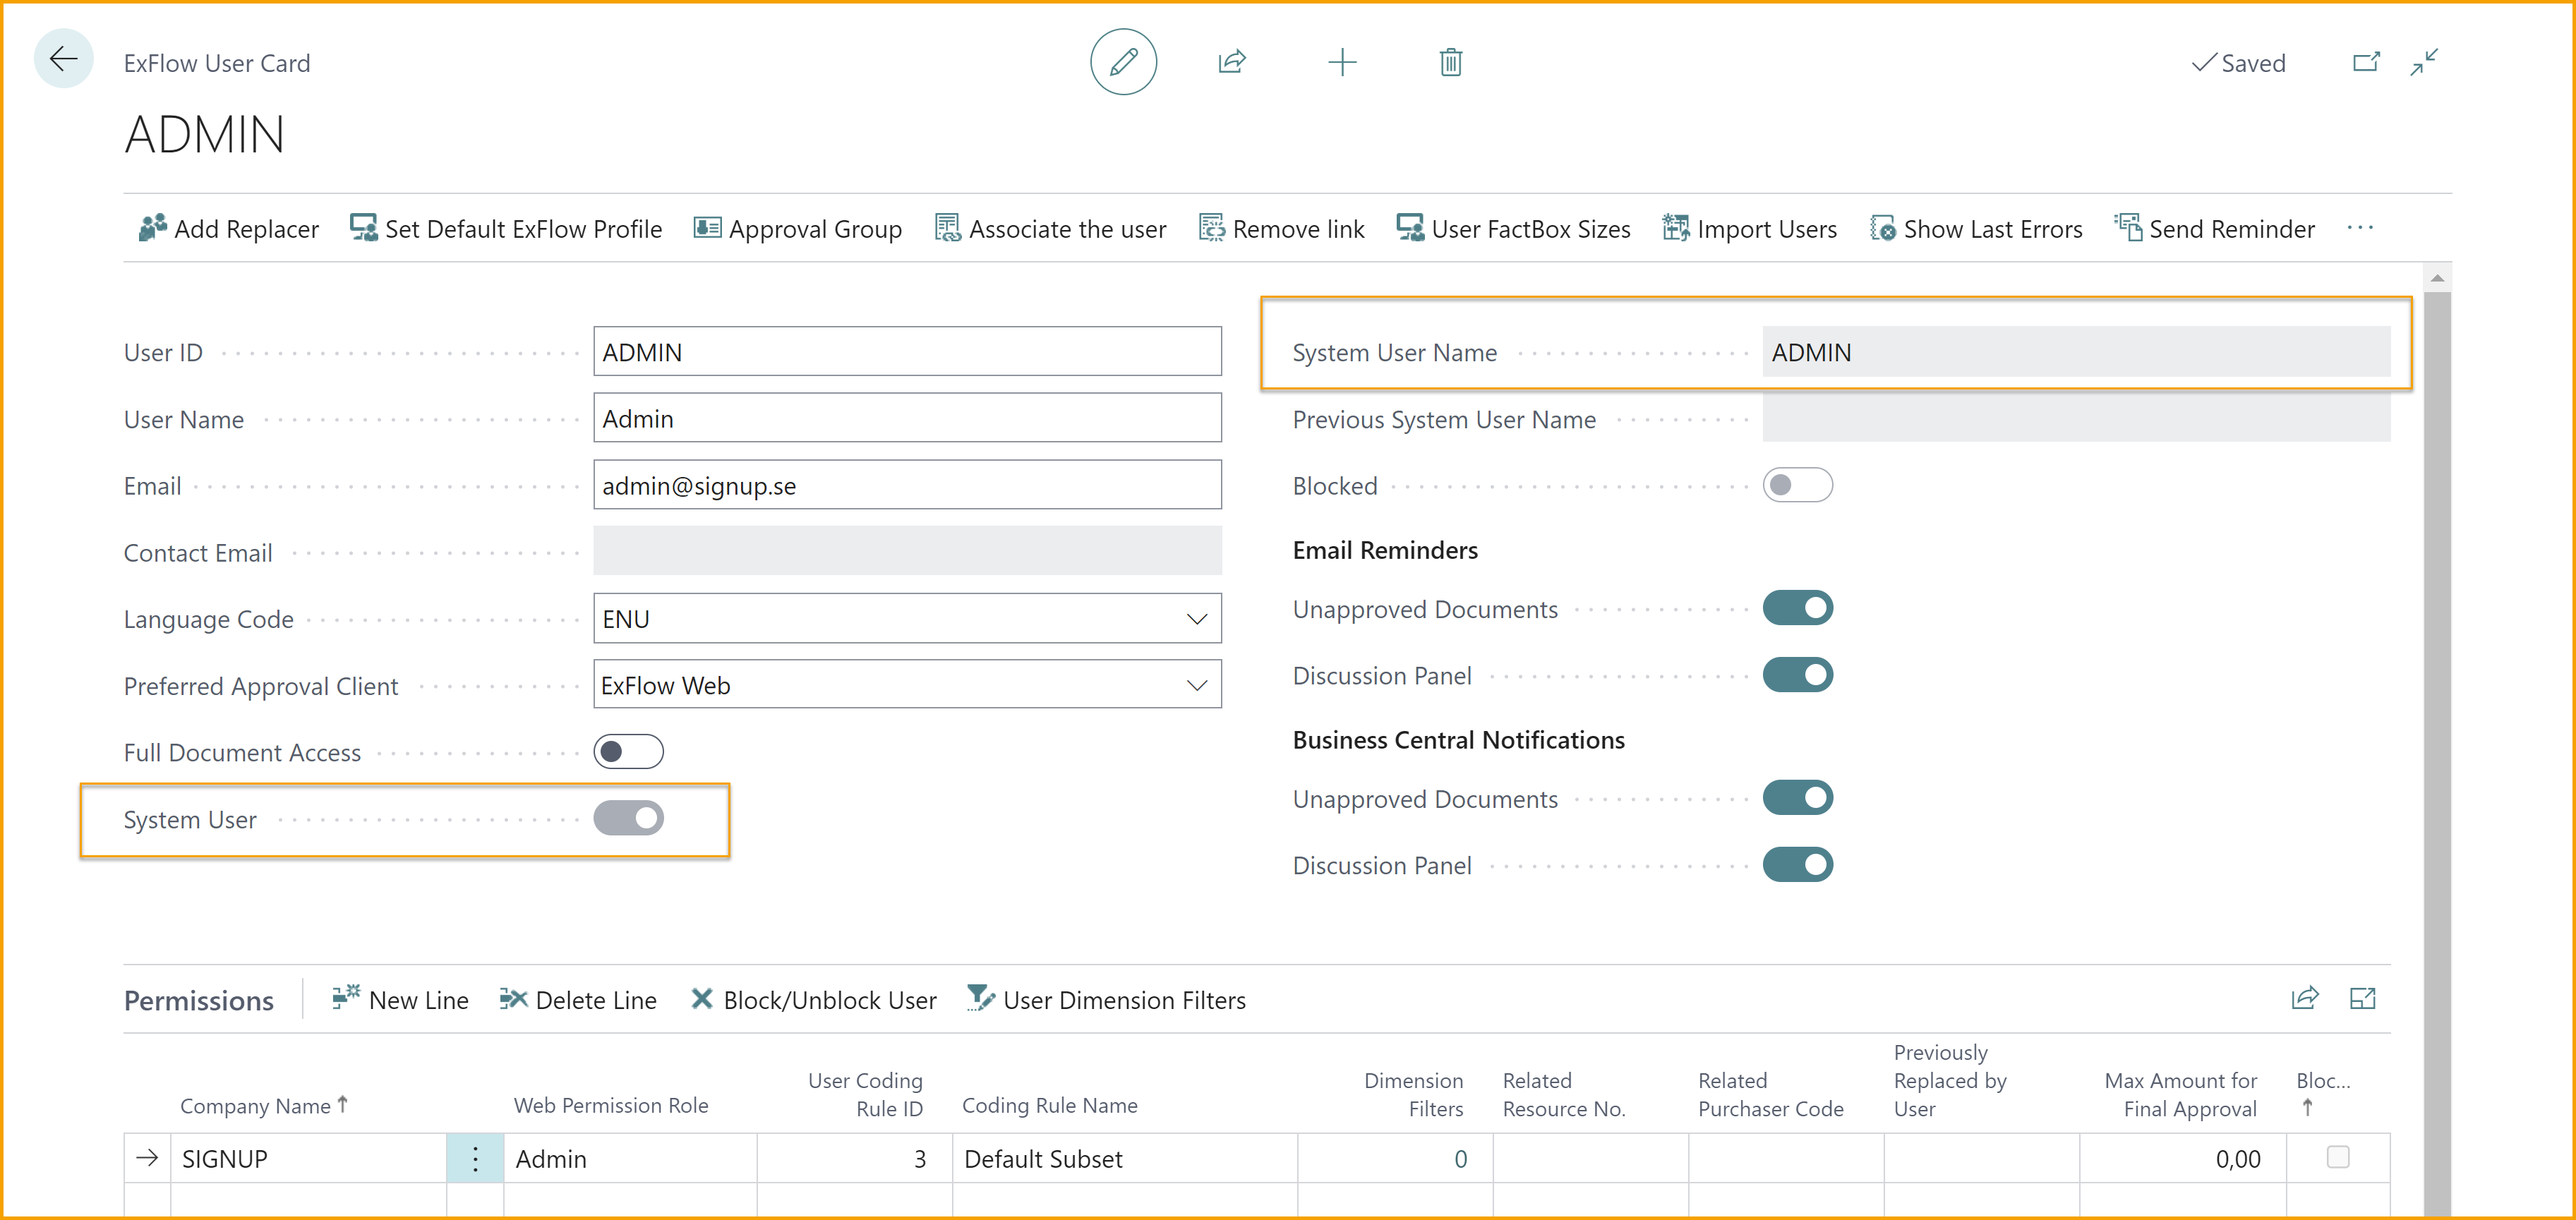 ExFlow User Card
Saved
ADMIN
Add Replacer Set Default ExFlow Profile Approval Group Associate the user Remove link User FactBox Sizes Import Users Show Last Errors Send Reminder ...
User ID ADMIN
User Name Admin
Email admin@signup.se
Contact Email
Language Code ENU
Preferred Approval Client ExFlow Web
Full Document Access
System User
System User Name ADMIN
Previous System User Name
Blocked
Email Reminders
Unapproved Documents
Discussion Panel
Business Central Notifications
Unapproved Documents
Discussion Panel
Permissions New Line Delete Line Block/Unblock User User Dimension Filters
Company Name ↑ Web Permission Role User Coding Rule ID Coding Rule Name Dimension Filters Related Resource No. Related Purchaser Code Previously Replaced by User Max Amount for Final Approval Bloc... ↑
SIGNUP Admin 3 Default Subset 0 0,00